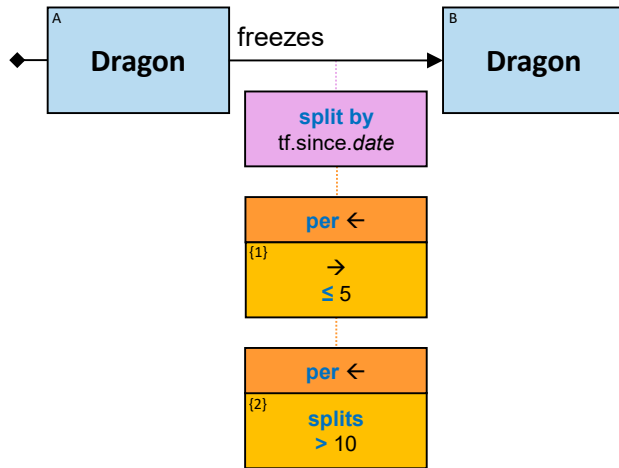 A
Dragon
freezes
B
Dragon
split by
tf.since.date
per ←
{1}
→
≤ 5
per ←
{2}
splits
> 10